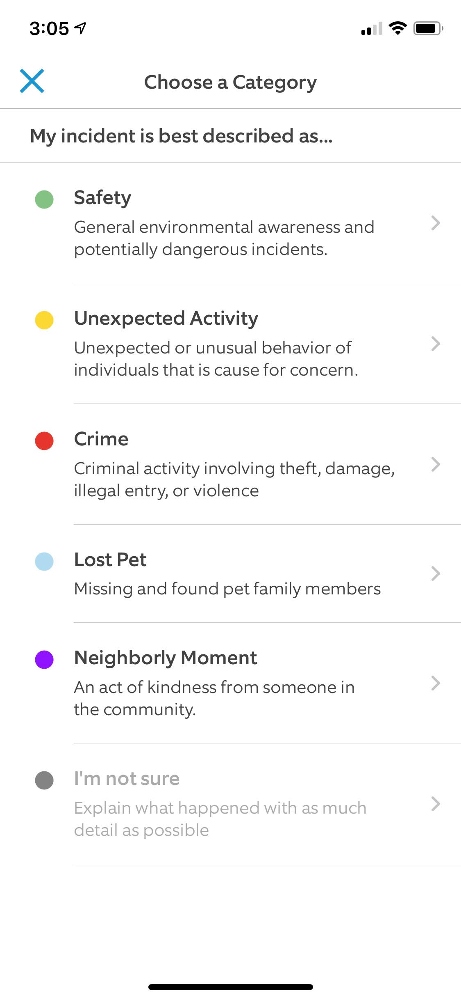 3:05
Choose a Category
My incident is best described as...
Safety
General environmental awareness and
potentially dangerous incidents.
Unexpected Activity
Unexpected or unusual behavior of
individuals that is cause for concern.
Crime
Criminal activity involving theft, damage,
illegal entry, or violence
Lost Pet
Missing and found pet family members
Neighborly Moment
An act of kindness from someone in
the community.
I'm not sure
Explain what happened with as much
detail as possible